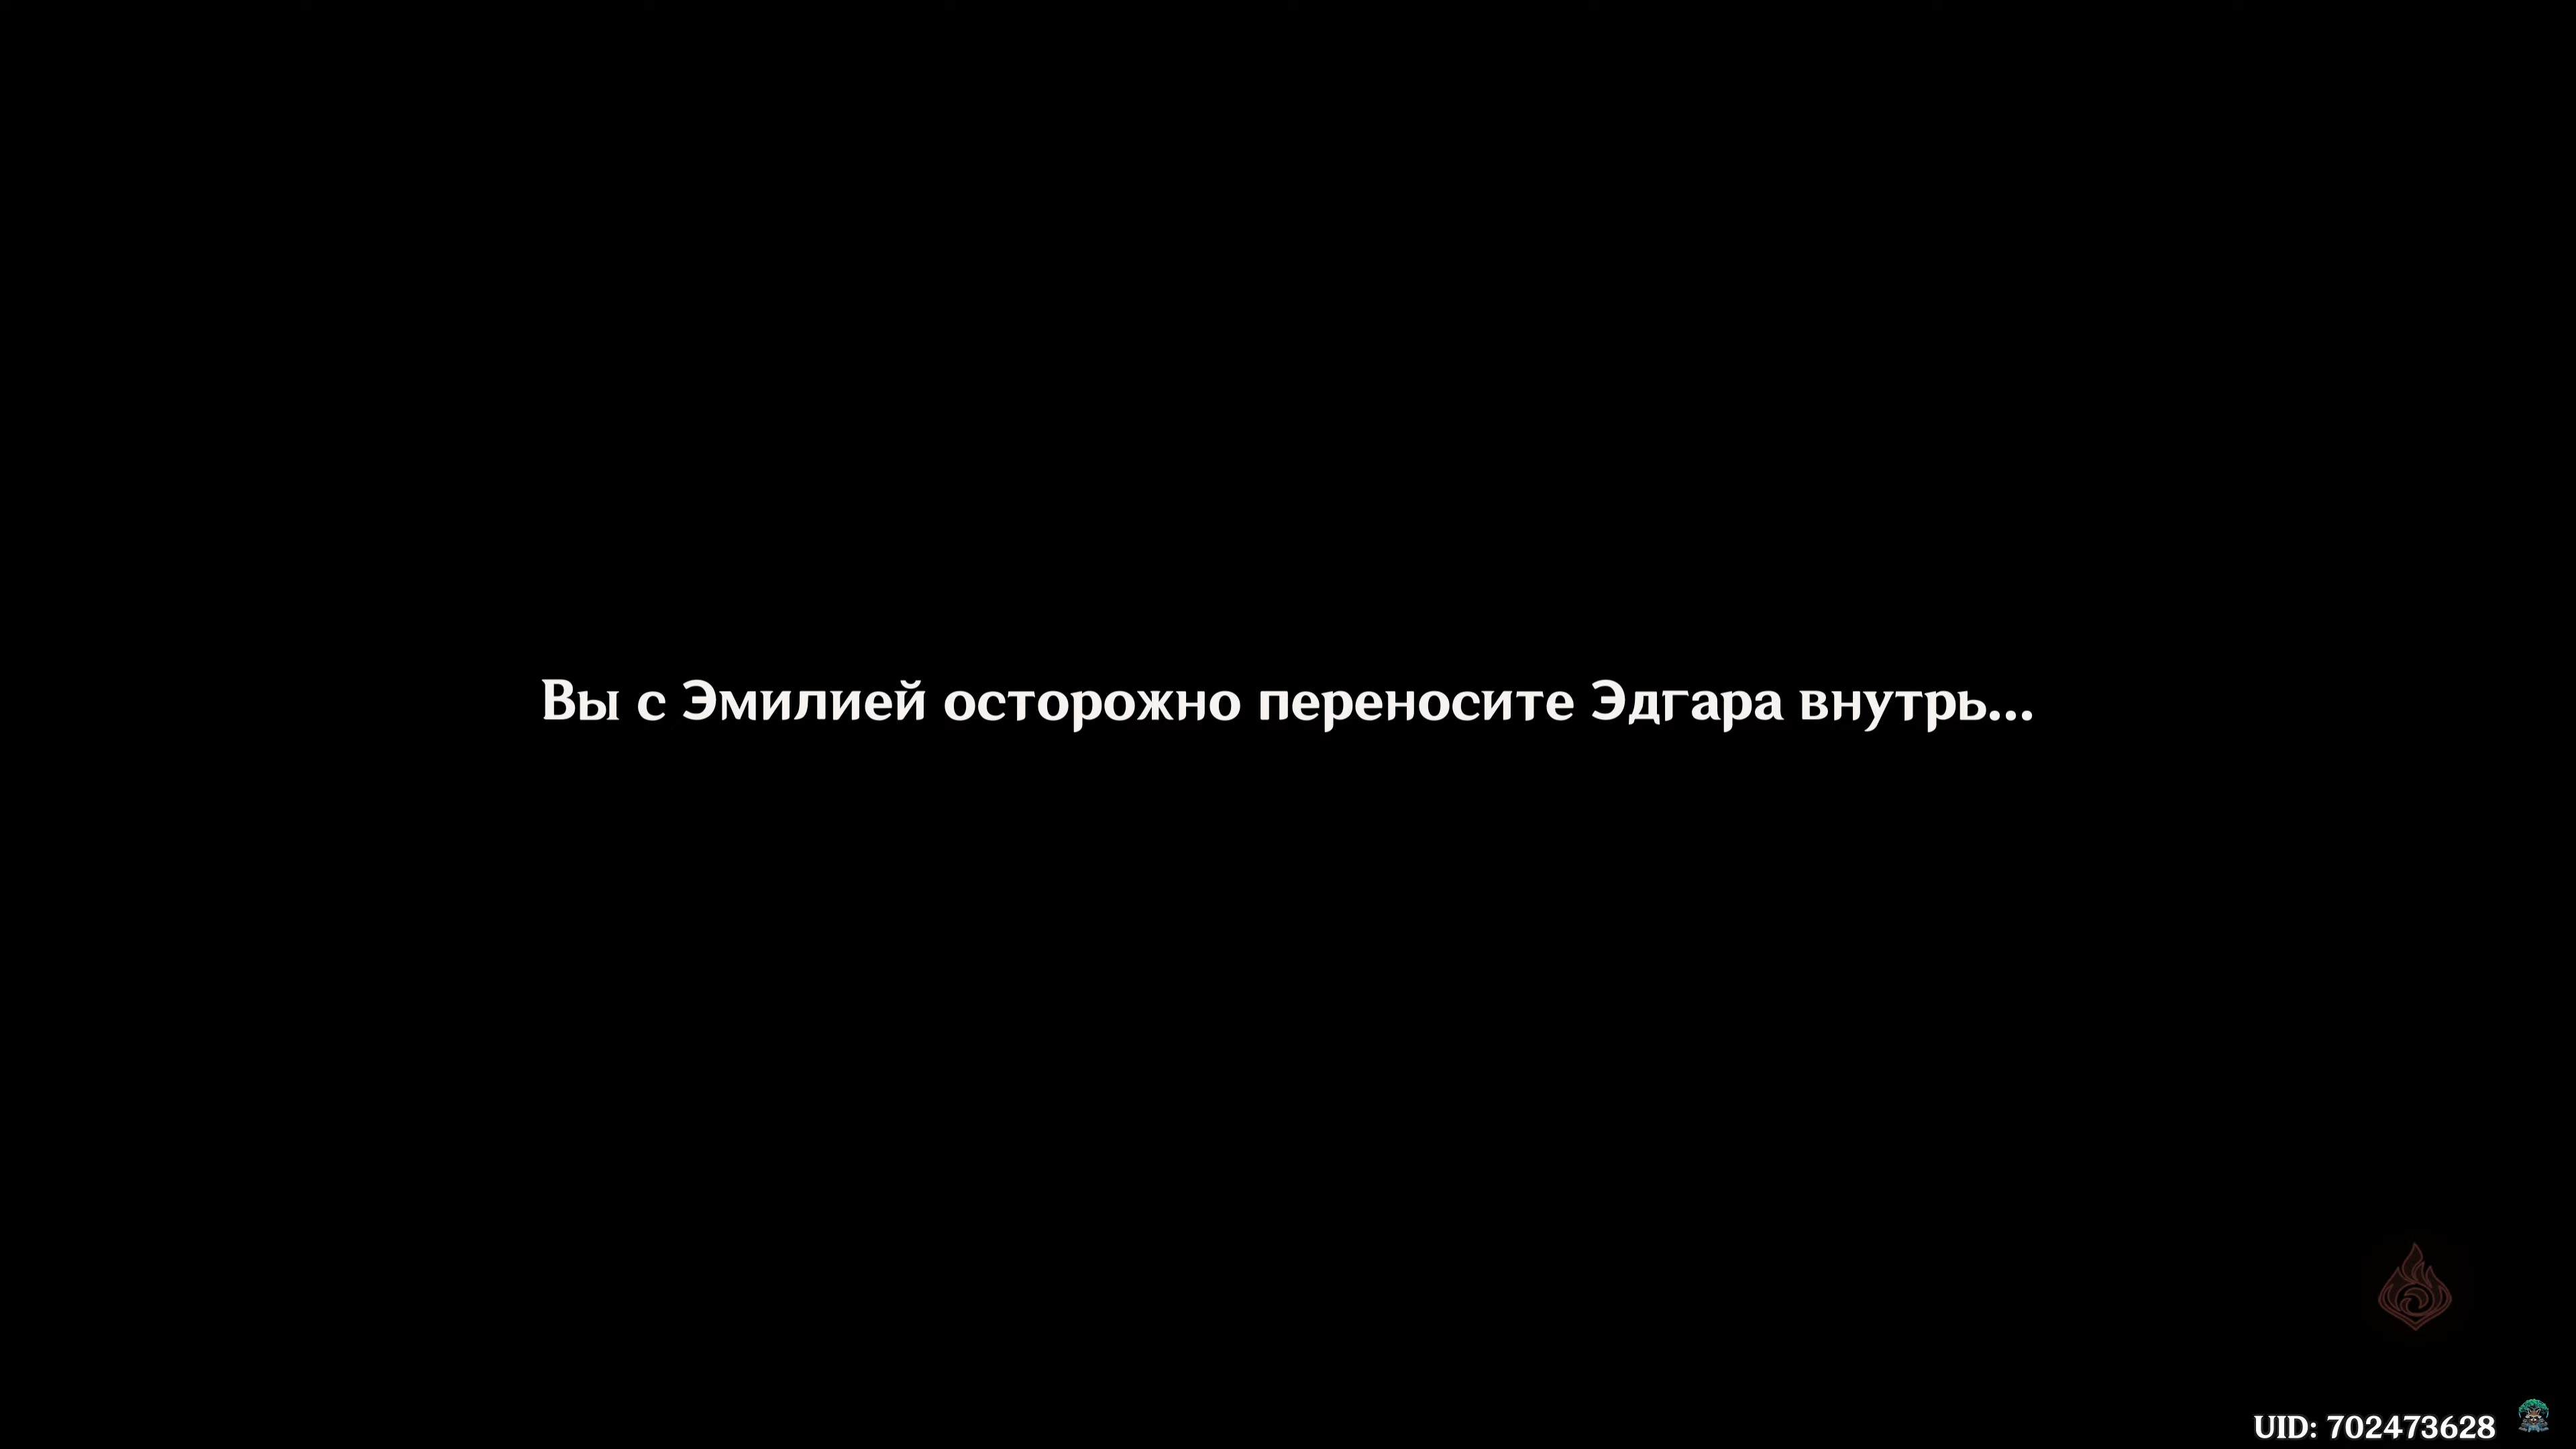 Вы с Эмилией осторожно переносите Эдгара внутрь...
UID: 702473628